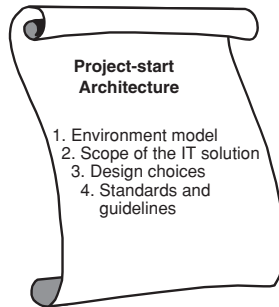 Project-start
Architecture
1. Environment model
2. Scope of the IT solution
3. Design choices
4. Standards and
guidelines